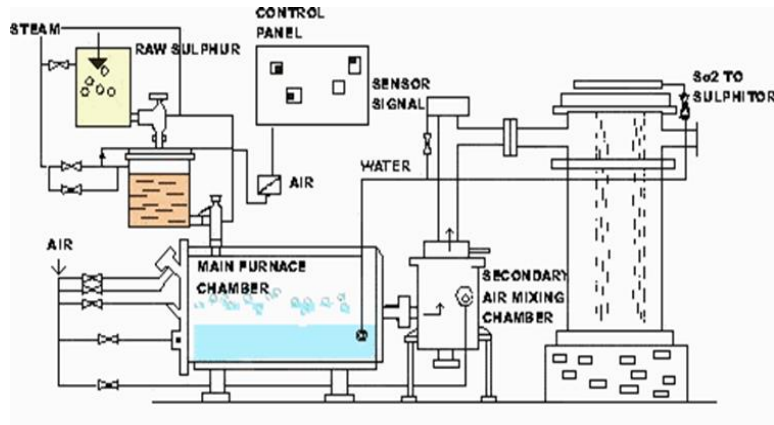 STEAM
RAW SULPHUR
CONTROL
PANEL
SENSOR
SIGNAL
So2 TO
SULPHITOR
WATER
AIR
AIR
MAIN FURNACE
CHAMBER
SECONDARY
AIR MIXING
CHAMBER